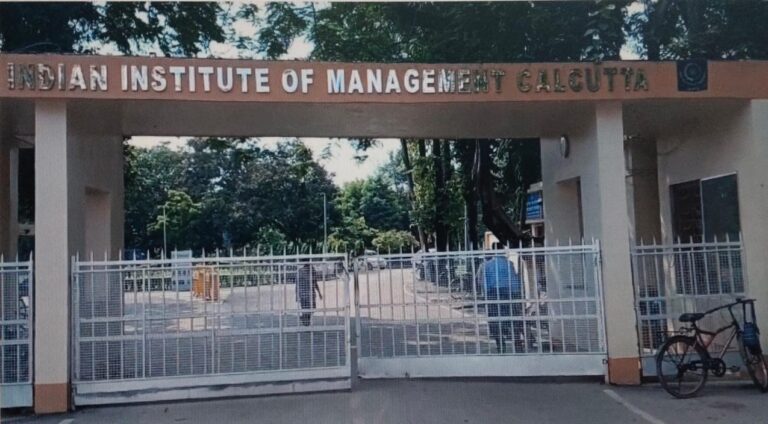 INDIAN INSTITUTE OF MANAGEMENT CALCUTTA